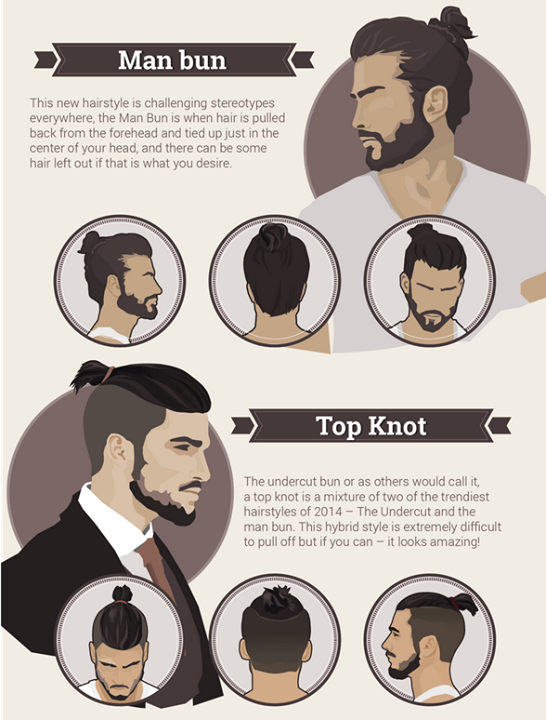 Man bun
This new hairstyle is challenging stereotypes
everywhere, the Man Bun is when hair is pulled
back from the forehead and tied up just in the
center of your head, and there can be some
hair left out if that is what you desire.
Top Knot
The undercut bun or as others would call it,
a top knot is a mixture of two of the trendiest
hairstyles of 2014 – The Undercut and the
man bun. This hybrid style is extremely difficult
to pull off but if you can – it looks amazing!